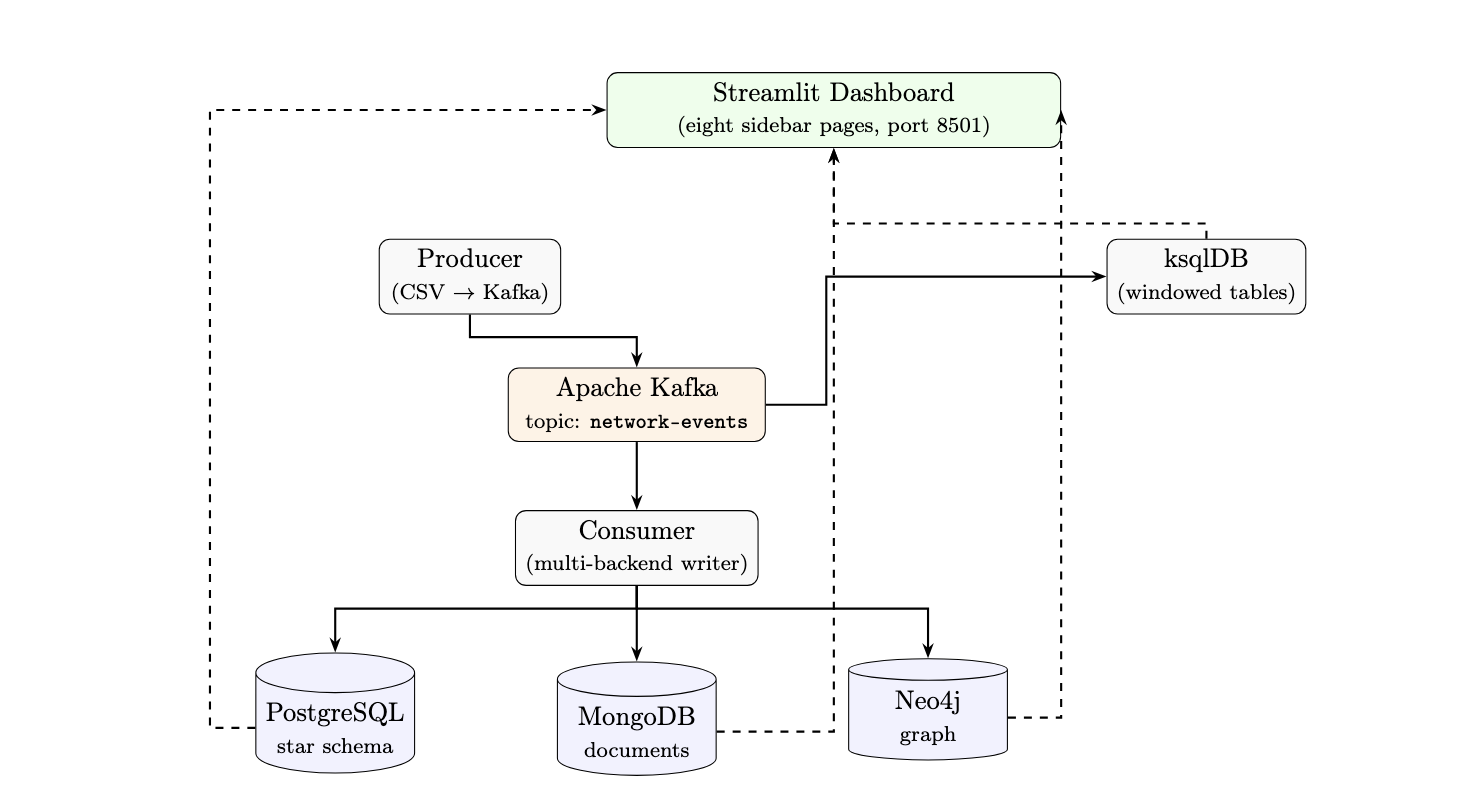 Streamlit Dashboard
(eight sidebar pages, port 8501)
Producer
(CSV → Kafka)
ksqlDB
(windowed tables)
Apache Kafka
topic: network-events
Consumer
(multi-backend writer)
PostgreSQL
star schema
MongoDB
documents
Neo4j
graph